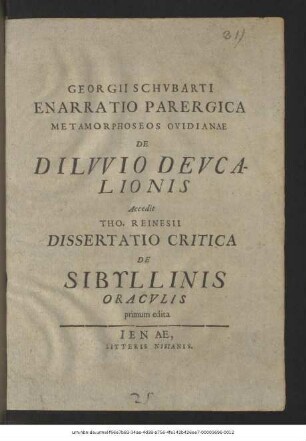 81)
GEORGII SCHVBARTI
ENARRATIO PARERGICA
METAMORPHOSEOS OVIDIANAE
DE
DILVVIO DEVCA-
LIONIS
Accedit
THO. REINESII
DISSERTATIO CRITICA
DE
SIBYLLINIS
ORACVLIS
primum edita
IENAE,
LITTERIS NISIANIS.